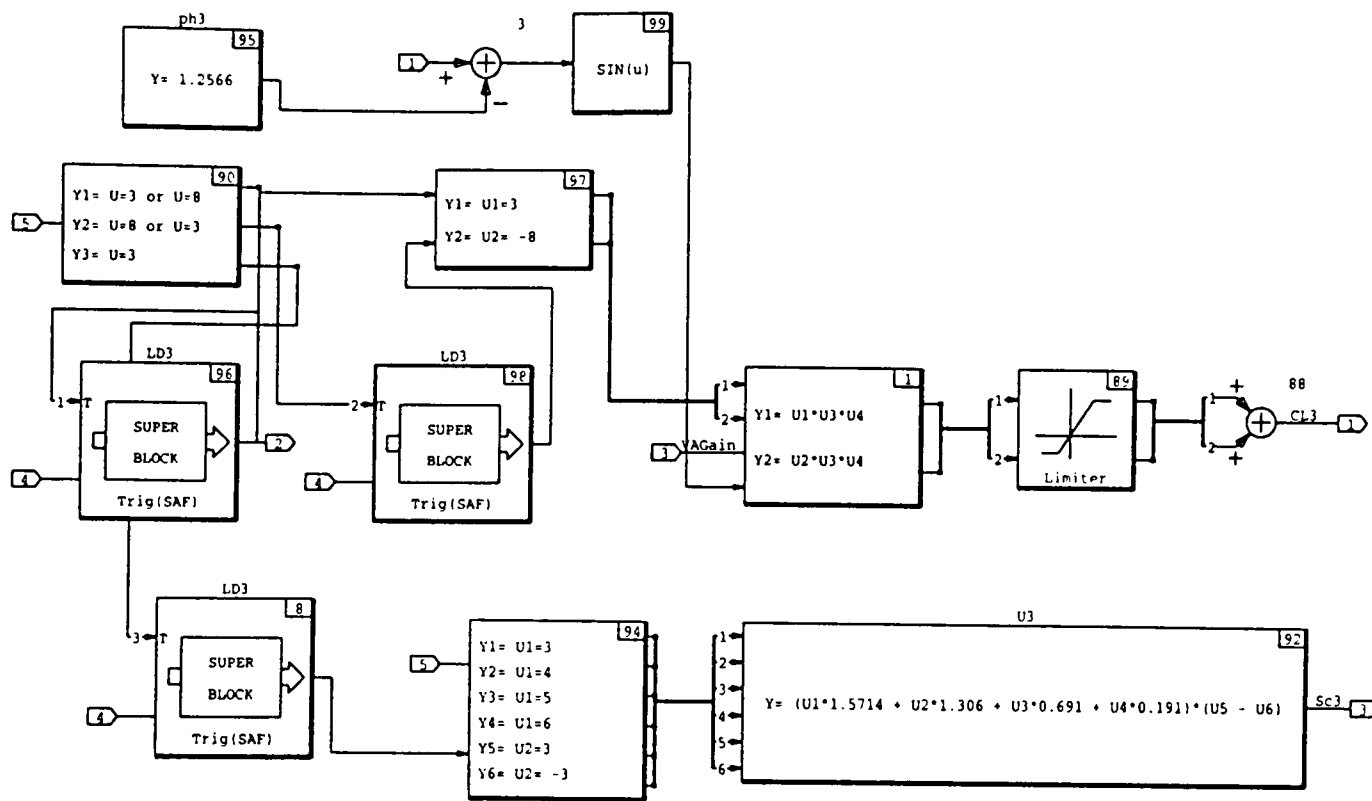 ph3
95
Y= 1.2566
1
+
−
3
99
SIN(u)
90
Y1= U=3 or U=8
Y2= U=8 or U=3
Y3= U=3
5
97
Y1= U1=3
Y2= U2= -8
LD3
96
1 T
SUPER
BLOCK
2
4
Trig(SAF)
LD3
98
2 T
SUPER
BLOCK
4
Trig(SAF)
1
1
2
Y1= U1*U3*U4
3 VAGain
Y2= U2*U3*U4
89
1
2
Limiter
88
1 +
2 +
CL3
1
LD3
8
3 T
SUPER
BLOCK
4
Trig(SAF)
94
5
Y1= U1=3
Y2= U1=4
Y3= U1=5
Y4= U1=6
Y5= U2=3
Y6= U2= -3
U3
92
1
2
3
4
5
6
Y= (U1*1.5714 + U2*1.306 + U3*0.691 + U4*0.191)*(U5 - U6)
Sc3
3